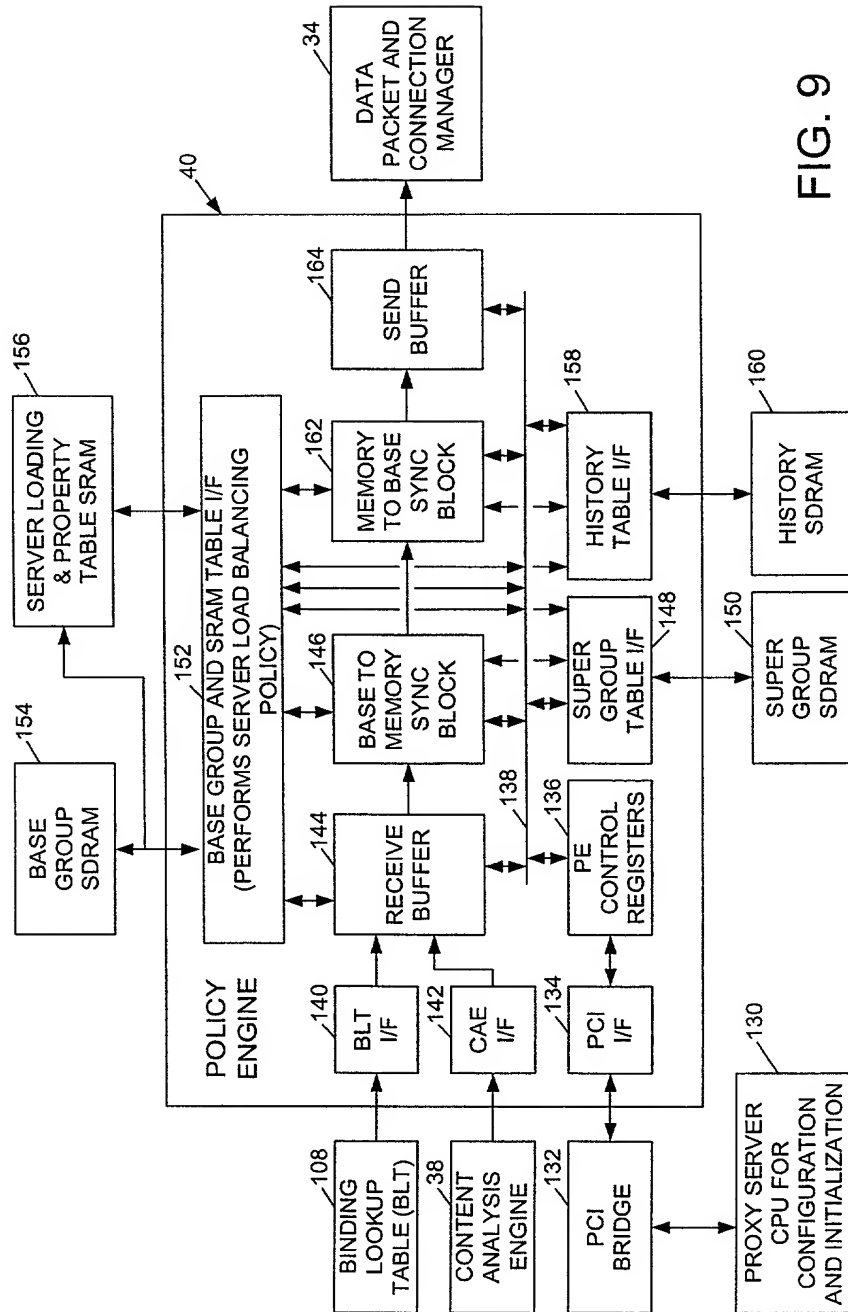 34
DATA
PACKET AND
CONNECTION
MANAGER
40
156
SERVER LOADING
& PROPERTY
TABLE SRAM
154
BASE
GROUP
SDRAM
152
BASE GROUP AND SRAM TABLE I/F
(PERFORMS SERVER LOAD BALANCING
POLICY)
POLICY
ENGINE
164
SEND
BUFFER
162
MEMORY
TO BASE
SYNC
BLOCK
146
BASE TO
MEMORY
SYNC
BLOCK
144
RECEIVE
BUFFER
140
BLT
I/F
142
CAE
I/F
134
PCI
I/F
136
PE
CONTROL
REGISTERS
138
SUPER
GROUP
TABLE I/F
148
HISTORY
TABLE I/F
158
108
BINDING
LOOKUP
TABLE (BLT)
38
CONTENT
ANALYSIS
ENGINE
132
PCI
BRIDGE
130
PROXY SERVER
CPU FOR
CONFIGURATION
AND INITIALIZATION
150
SUPER
GROUP
SDRAM
160
HISTORY
SDRAM
FIG. 9